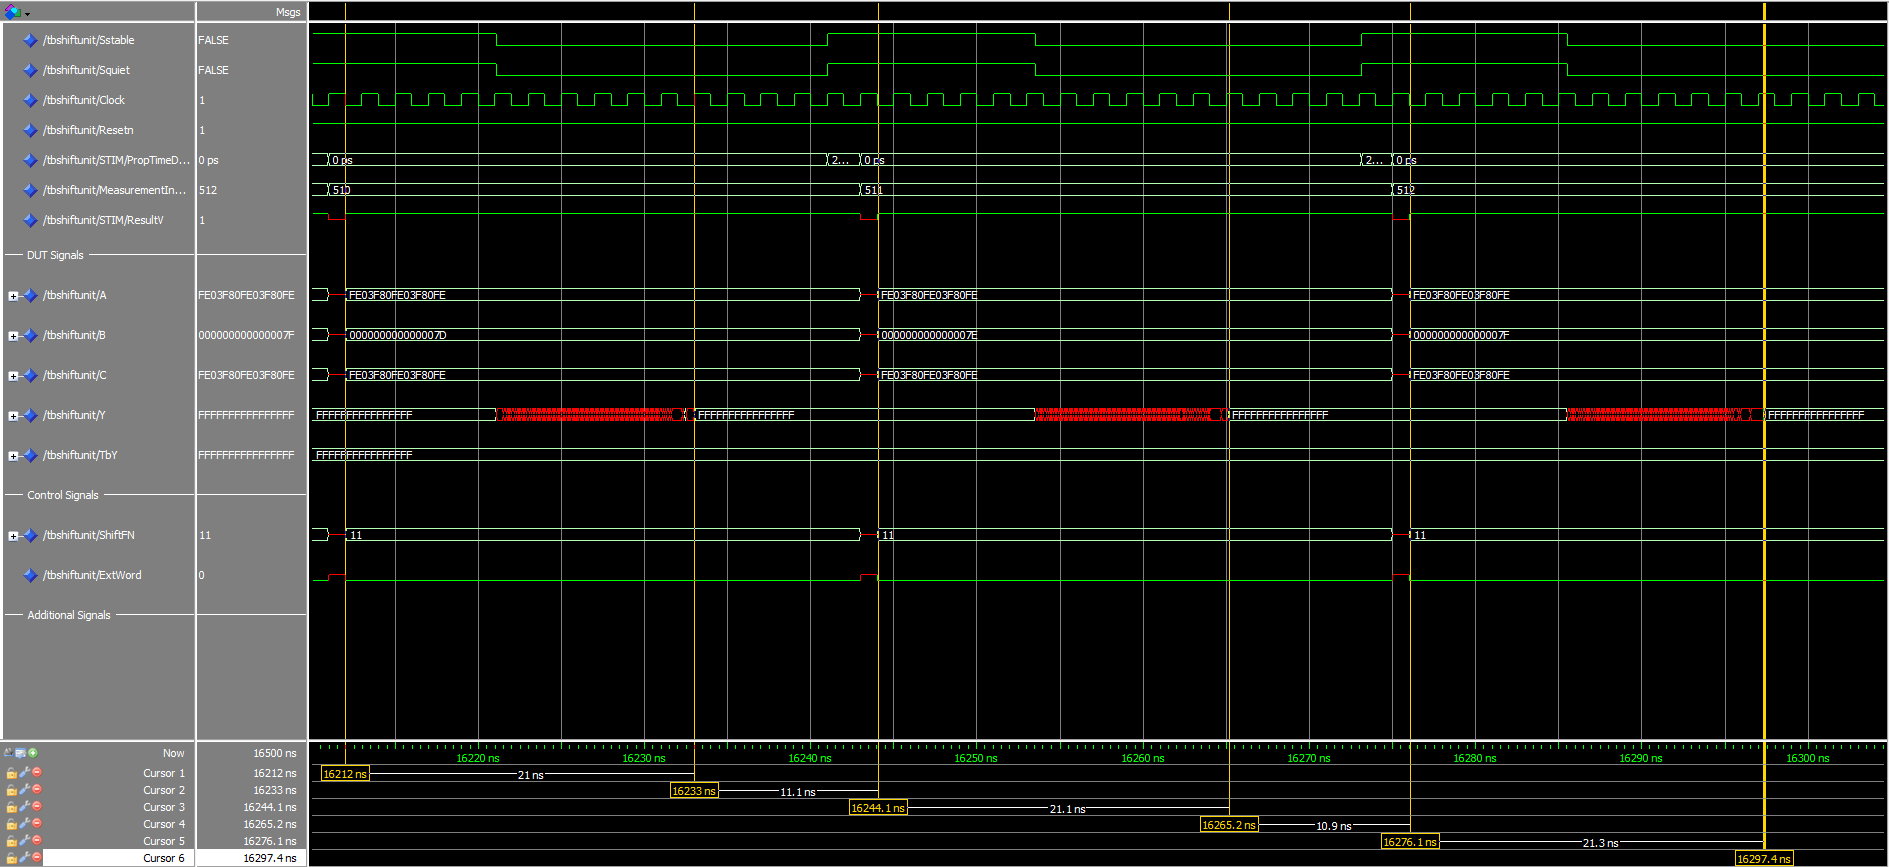 Msgs
/tbshiftunit/Sstable FALSE
/tbshiftunit/Squiet FALSE
/tbshiftunit/Clock 1
/tbshiftunit/Resetn 1
/tbshiftunit/STIM/PropTimeD... 0 ps 0 ps 2... 0 ps 2... 0 ps
/tbshiftunit/MeasurementIn... 512 510 511 512
/tbshiftunit/STIM/ResultV 1
DUT Signals
/tbshiftunit/A FE03F80FE03F80FE FE03F80FE03F80FE FE03F80FE03F80FE FE03F80FE03F80FE
/tbshiftunit/B 000000000000007F 000000000000007D 000000000000007E 000000000000007F
/tbshiftunit/C FE03F80FE03F80FE FE03F80FE03F80FE FE03F80FE03F80FE FE03F80FE03F80FE
/tbshiftunit/Y FFFFFFFFFFFFFFFF FFFFFFFFFFFFFFFF FFFFFFFFFFFFFFFF FFFFFFFFFFFFFFFF FFFFFFFFFFFFFFFF
/tbshiftunit/TbY FFFFFFFFFFFFFFFF FFFFFFFFFFFFFFFF
Control Signals
/tbshiftunit/ShiftFN 11 11 11 11
/tbshiftunit/ExtWord 0
Additional Signals
Now 16500 ns 16220 ns 16230 ns 16240 ns 16250 ns 16260 ns 16270 ns 16280 ns 16290 ns 16300 ns
Cursor 1 16212 ns 16212 ns 21 ns
Cursor 2 16233 ns 16233 ns 11.1 ns
Cursor 3 16244.1 ns 16244.1 ns 21.1 ns
Cursor 4 16265.2 ns 16265.2 ns 10.9 ns
Cursor 5 16276.1 ns 16276.1 ns 21.3 ns
Cursor 6 16297.4 ns 16297.4 ns